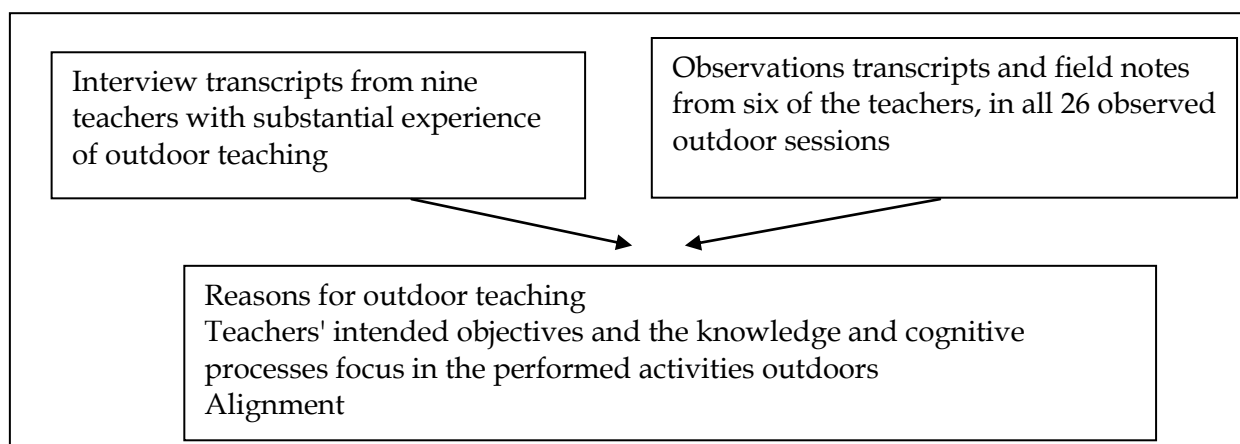 Interview transcripts from nine
teachers with substantial experience
of outdoor teaching
Observations transcripts and field notes
from six of the teachers, in all 26 observed
outdoor sessions
Reasons for outdoor teaching
Teachers' intended objectives and the knowledge and cognitive
processes focus in the performed activities outdoors
Alignment